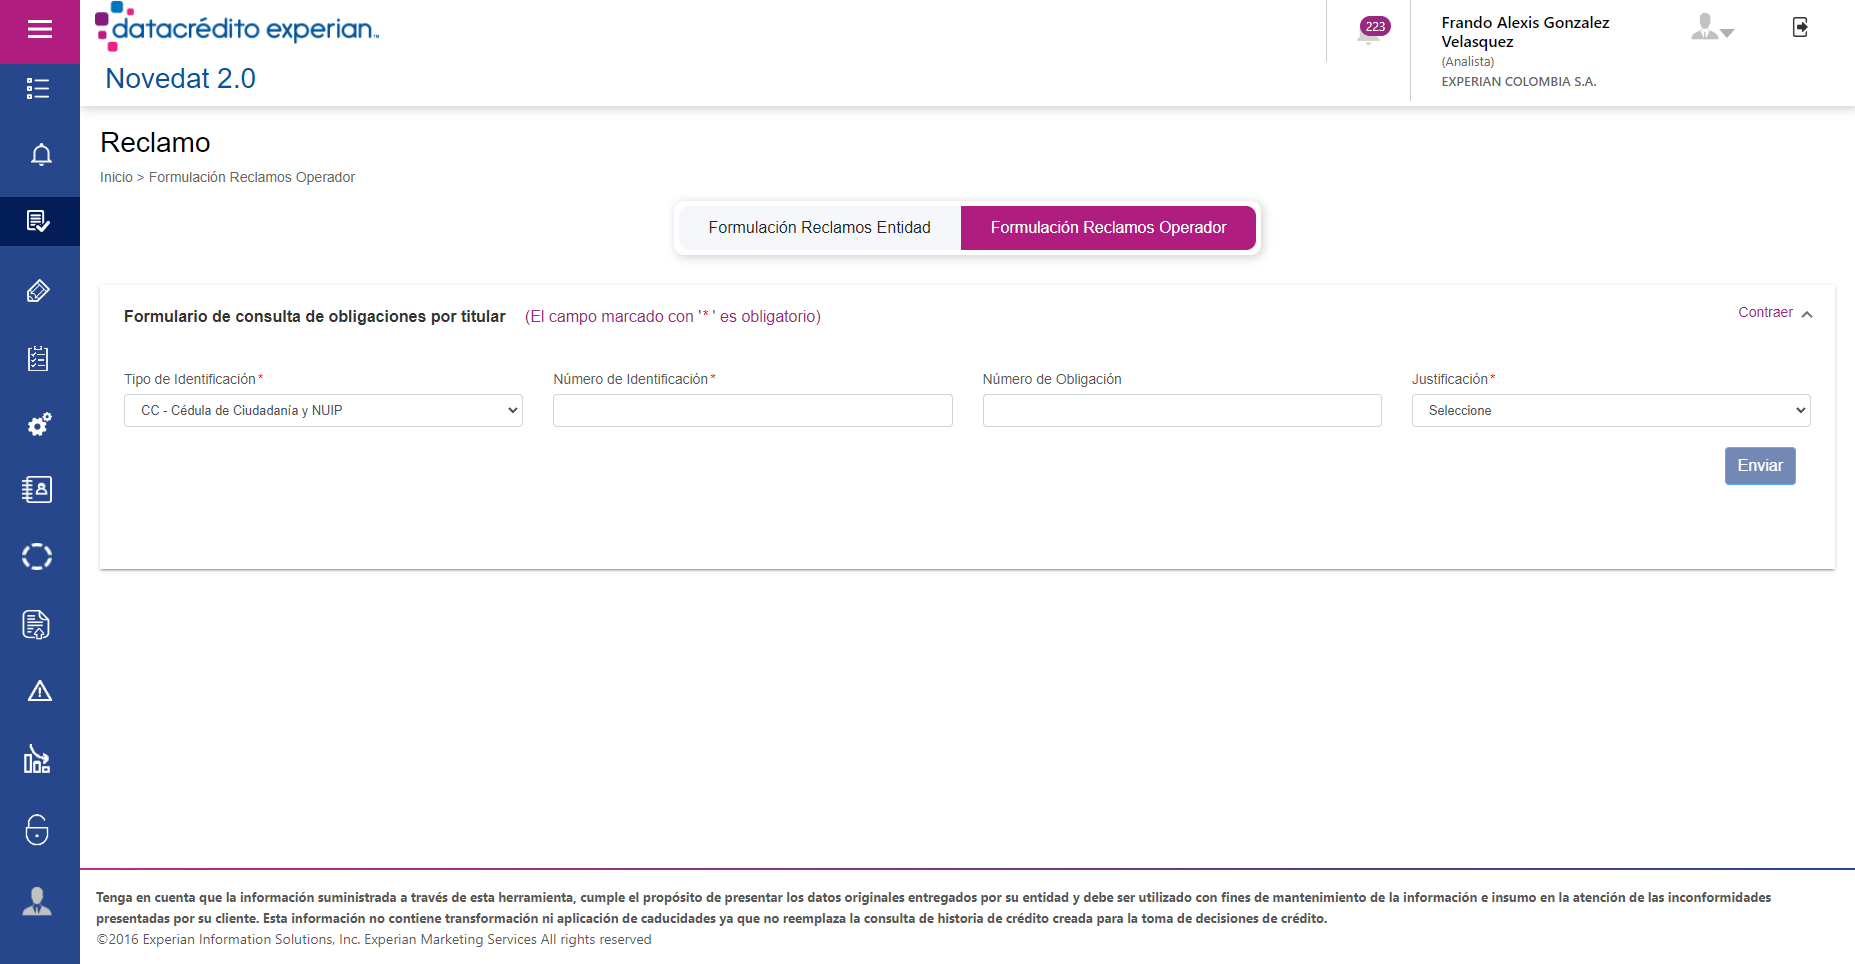 datacrédito experian™
Novedat 2.0
223
Frando Alexis Gonzalez
Velasquez
(Analista)
EXPERIAN COLOMBIA S.A.
Reclamo
Inicio > Formulación Reclamos Operador
Formulación Reclamos Entidad
Formulación Reclamos Operador
Formulario de consulta de obligaciones por titular (El campo marcado con '*' es obligatorio)
Contraer
Tipo de Identificación*
Número de Identificación*
Número de Obligación
Justificación*
CC - Cédula de Ciudadanía y NUIP
Seleccione
Enviar
Tenga en cuenta que la información suministrada a través de esta herramienta, cumple el propósito de presentar los datos originales entregados por su entidad y debe ser utilizado con fines de mantenimiento de la información e insumo en la atención de las inconformidades
presentadas por su cliente. Esta información no contiene transformación ni aplicación de caducidades ya que no reemplaza la consulta de historia de crédito creada para la toma de decisiones de crédito.
©2016 Experian Information Solutions, Inc. Experian Marketing Services All rights reserved